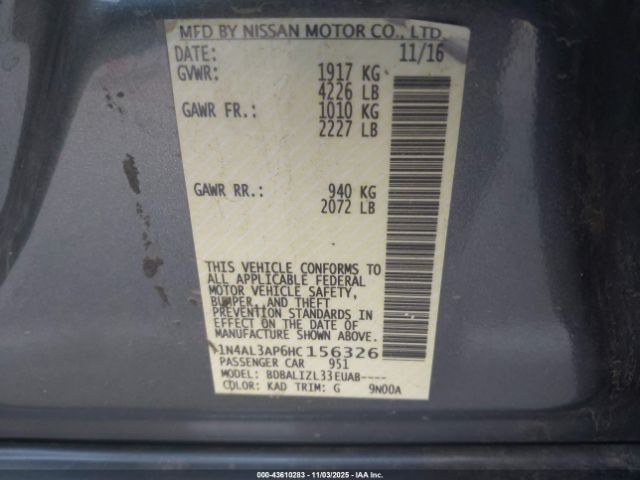 MFD BY NISSAN MOTOR CO., LTD.
DATE: 11/16
GVWR: 1917 KG
4226 LB
GAWR FR.: 1010 KG
2227 LB
GAWR RR.: 940 KG
2072 LB
THIS VEHICLE CONFORMS TO
ALL APPLICABLE FEDERAL
MOTOR VEHICLE SAFETY,
BUMPER, AND THEFT
PREVENTION STANDARDS IN
EFFECT ON THE DATE OF
MANUFACTURE SHOWN ABOVE.
1N4AL3AP6HC156326
PASSENGER CAR 951
MODEL: BDBALIZL33EUAB----
COLOR: KAD TRIM: G 9N00A
000-43610283 - 11/03/2025 - IAAI, Inc.